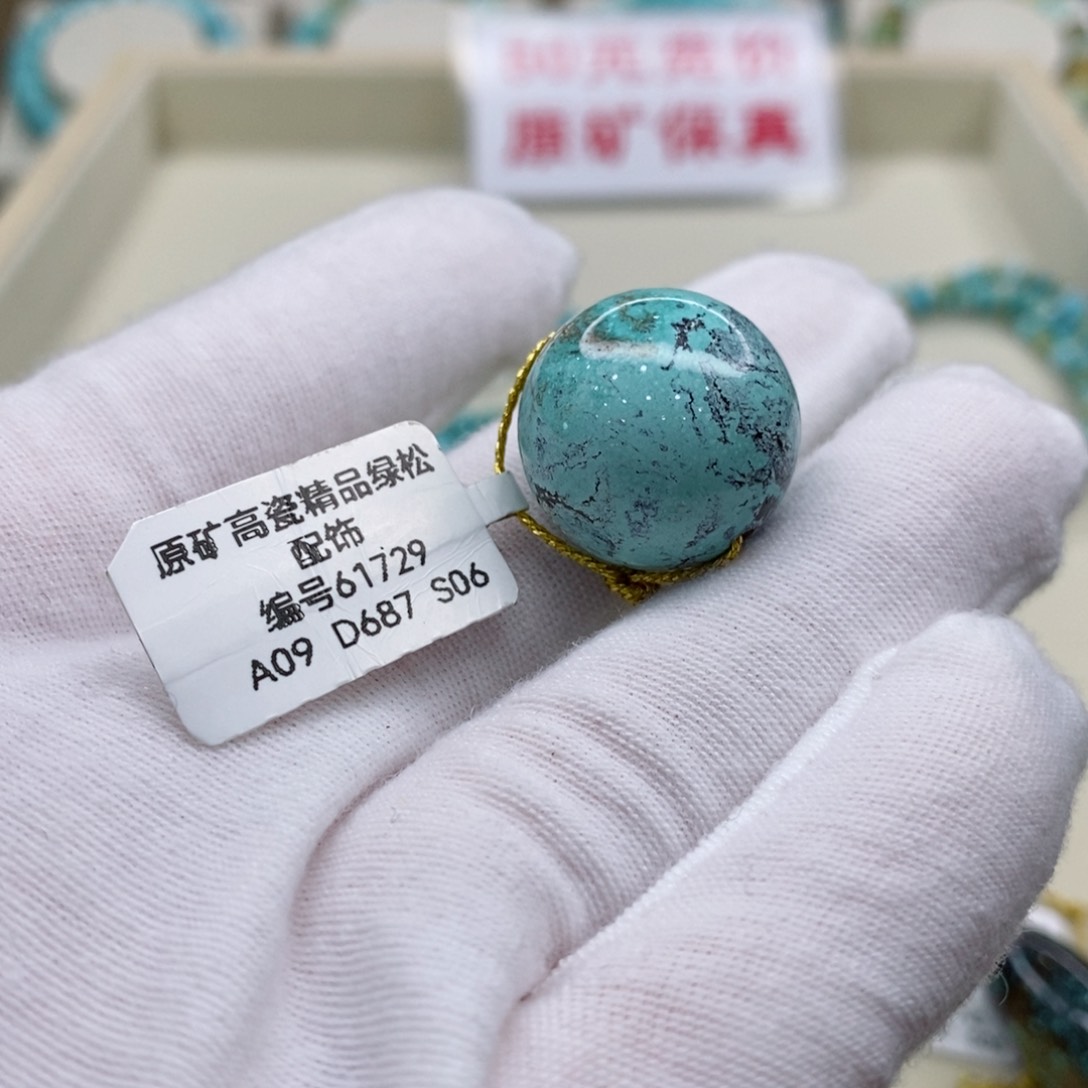 原矿保真
原矿高瓷精品绿松
配饰
编号61729
A09 D687 S06